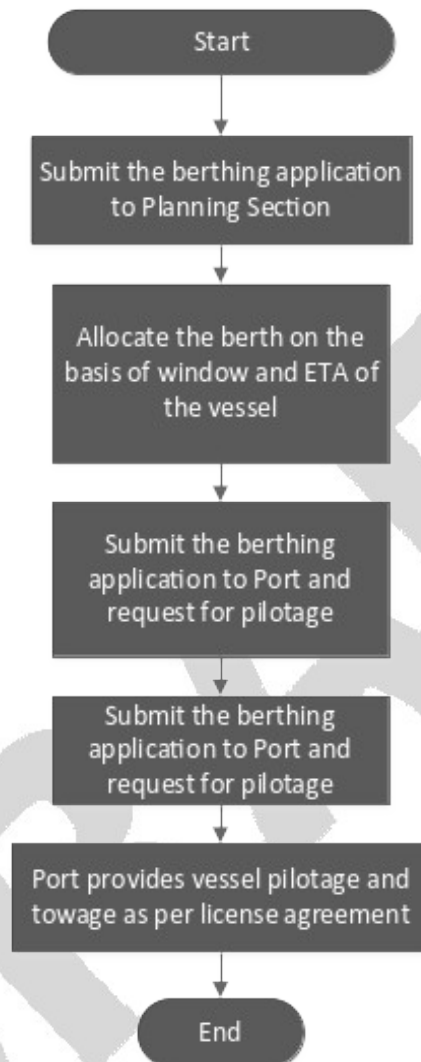 Start
Submit the berthing application
to Planning Section
Allocate the berth on the
basis of window and ETA of
the vessel
Submit the berthing
application to Port and
request for pilotage
Submit the berthing
application to Port and
request for pilotage
Port provides vessel pilotage and
towage as per license agreement
End